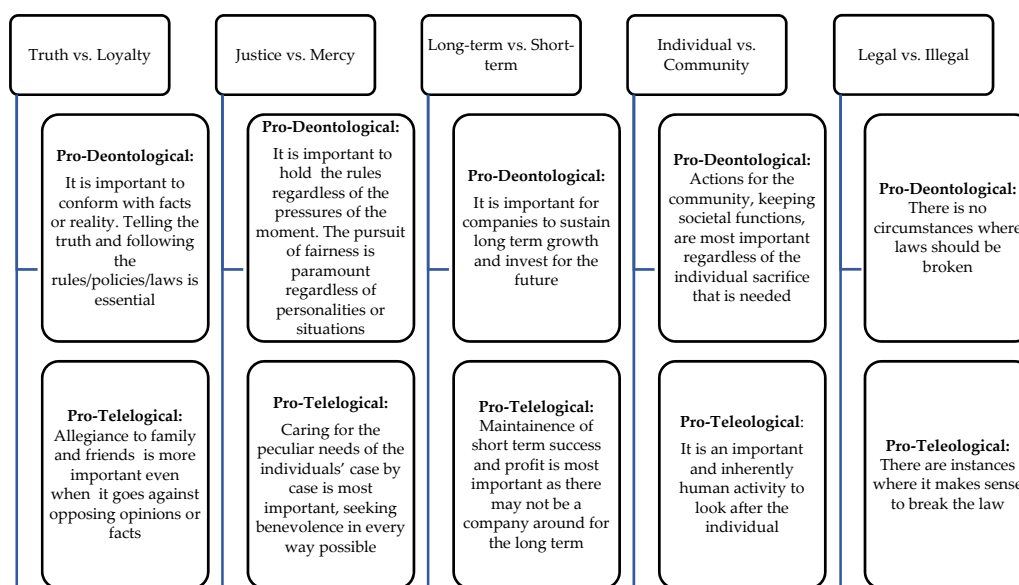 Truth vs. Loyalty
Pro-Deontological:
It is important to
conform with facts
or reality. Telling the
truth and following
the
rules/policies/laws is
essential
Pro-Telelogical:
Allegiance to family
and friends is more
important even
when it goes against
opposing opinions or
facts
Justice vs. Mercy
Pro-Deontological:
It is important to
hold the rules
regardless of the
pressures of the
moment. The pursuit
of fairness is
paramount
regardless of
personalities or
situations
Pro-Telelogical:
Caring for the
peculiar needs of the
individuals’ case by
case is most
important, seeking
benevolence in every
way possible
Long-term vs. Short-
term
Pro-Deontological:
It is important for
companies to sustain
long term growth
and invest for the
future
Pro-Telelogical:
Maintainence of
short term success
and profit is most
important as there
may not be a
company around for
the long term
Individual vs.
Community
Pro-Deontological:
Actions for the
community, keeping
societal functions,
are most important
regardless of the
individual sacrifice
that is needed
Pro-Teleological:
It is an important
and inherently
human activity to
look after the
individual
Legal vs. Illegal
Pro-Deontological:
There is no
circumstances where
laws should be
broken
Pro-Teleological:
There are instances
where it makes sense
to break the law